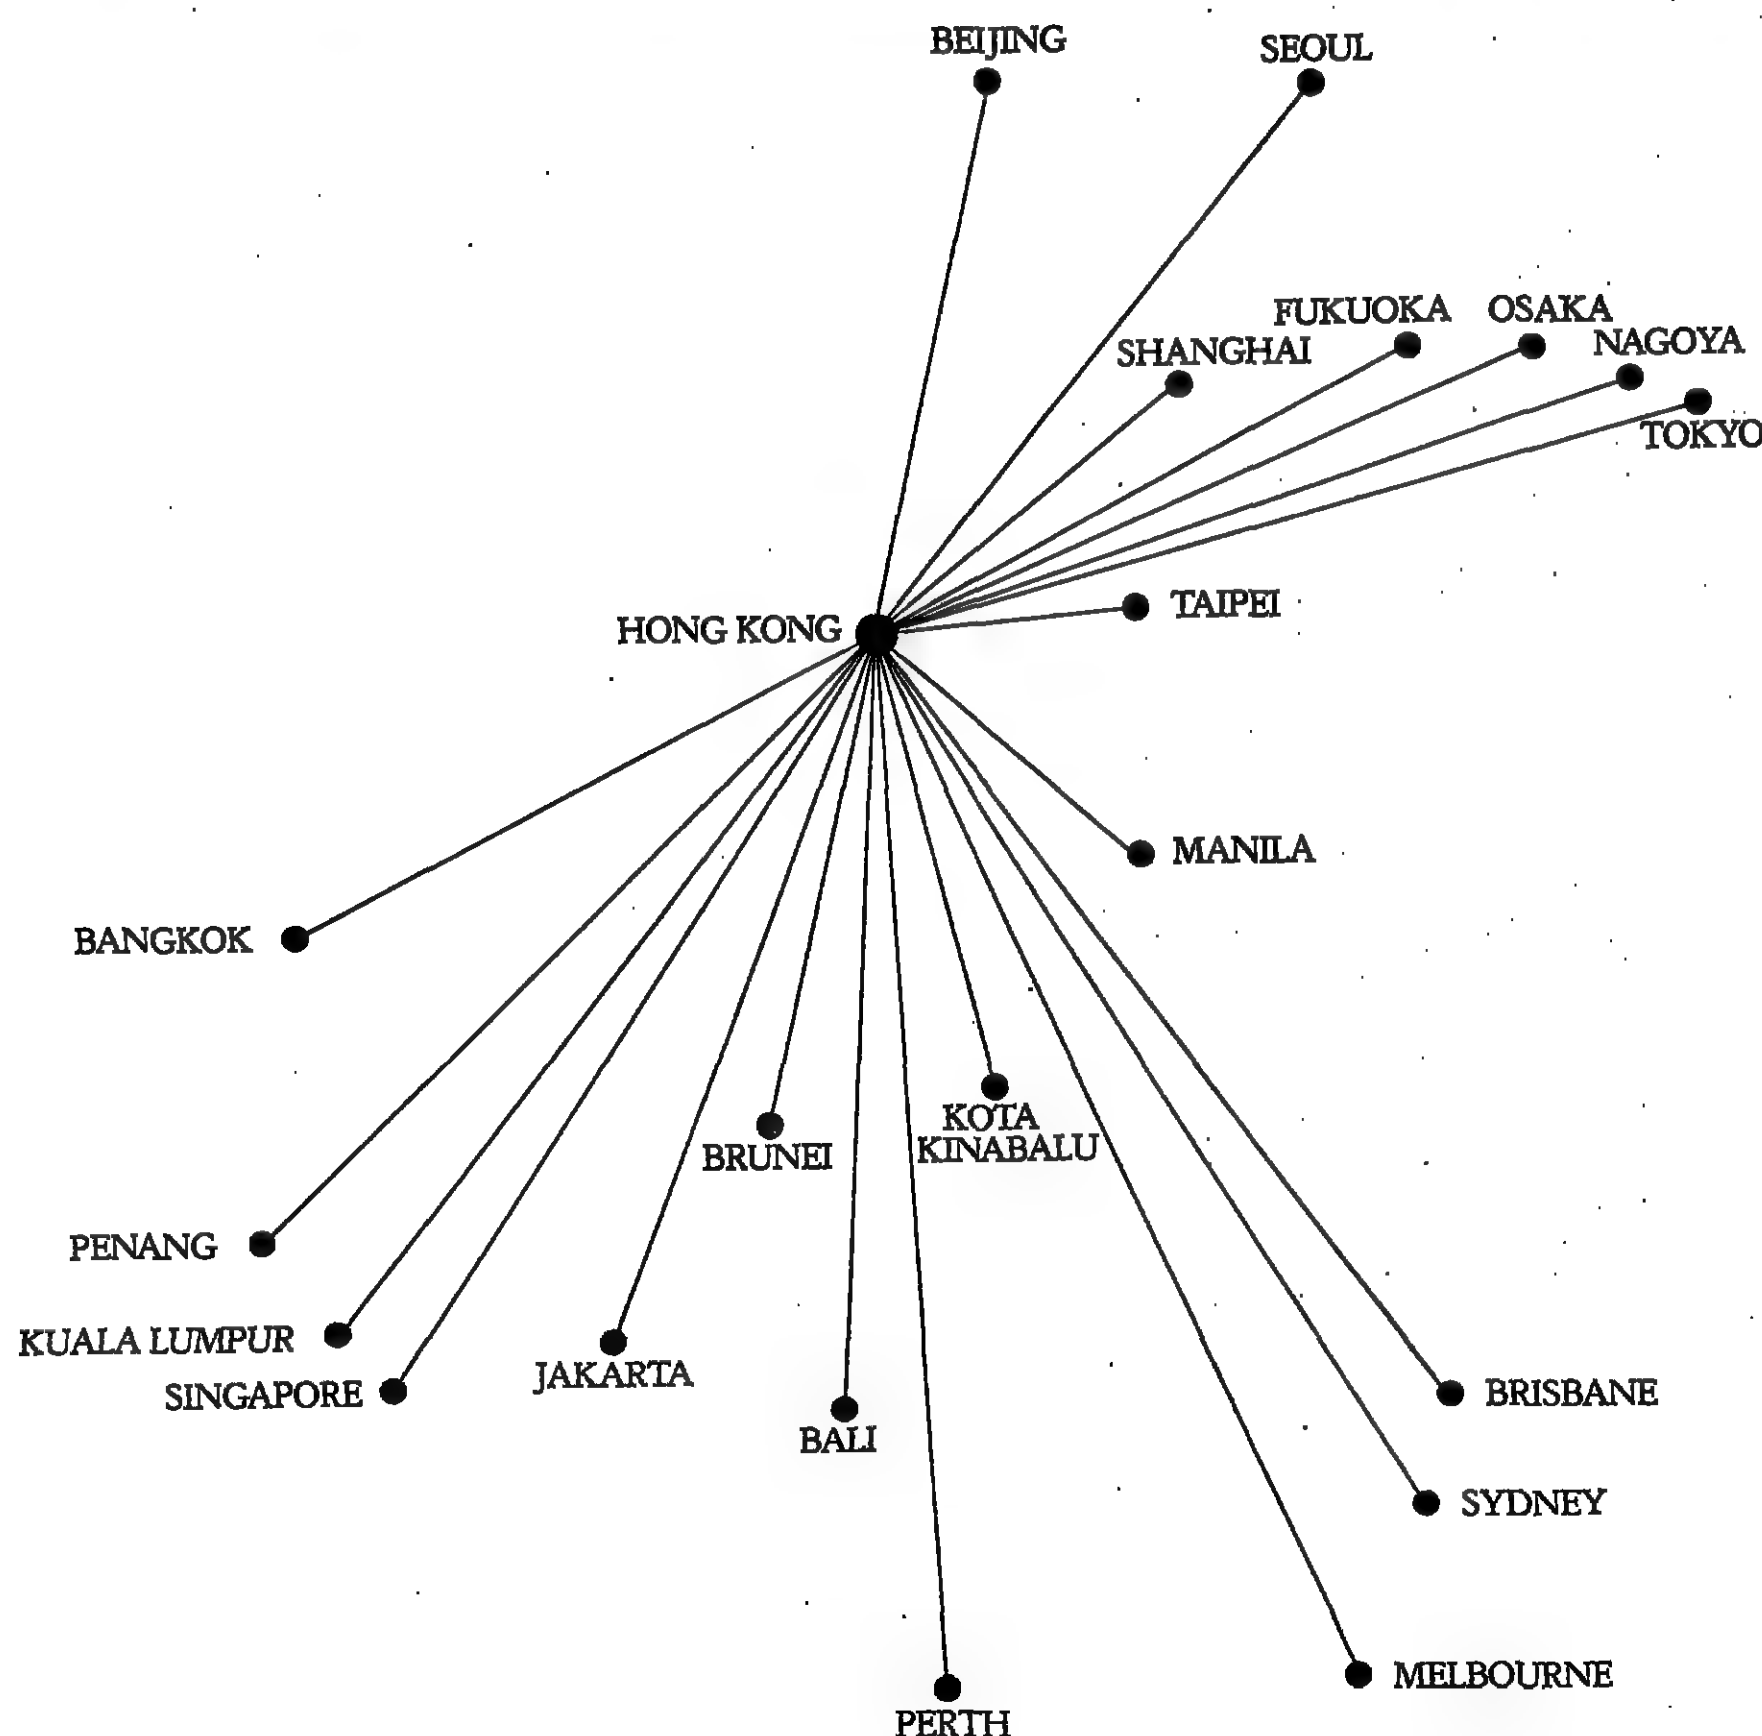 BEIJING
SEOUL
FUKUOKA
OSAKA
NAGOYA
SHANGHAI
TOKYO
TAIPEI
HONG KONG
MANILA
BANGKOK
KOTA
KINABALU
BRUNEI
PENANG
KUALA LUMPUR
JAKARTA
SINGAPORE
BRISBANE
BALI
SYDNEY
MELBOURNE
PERTH